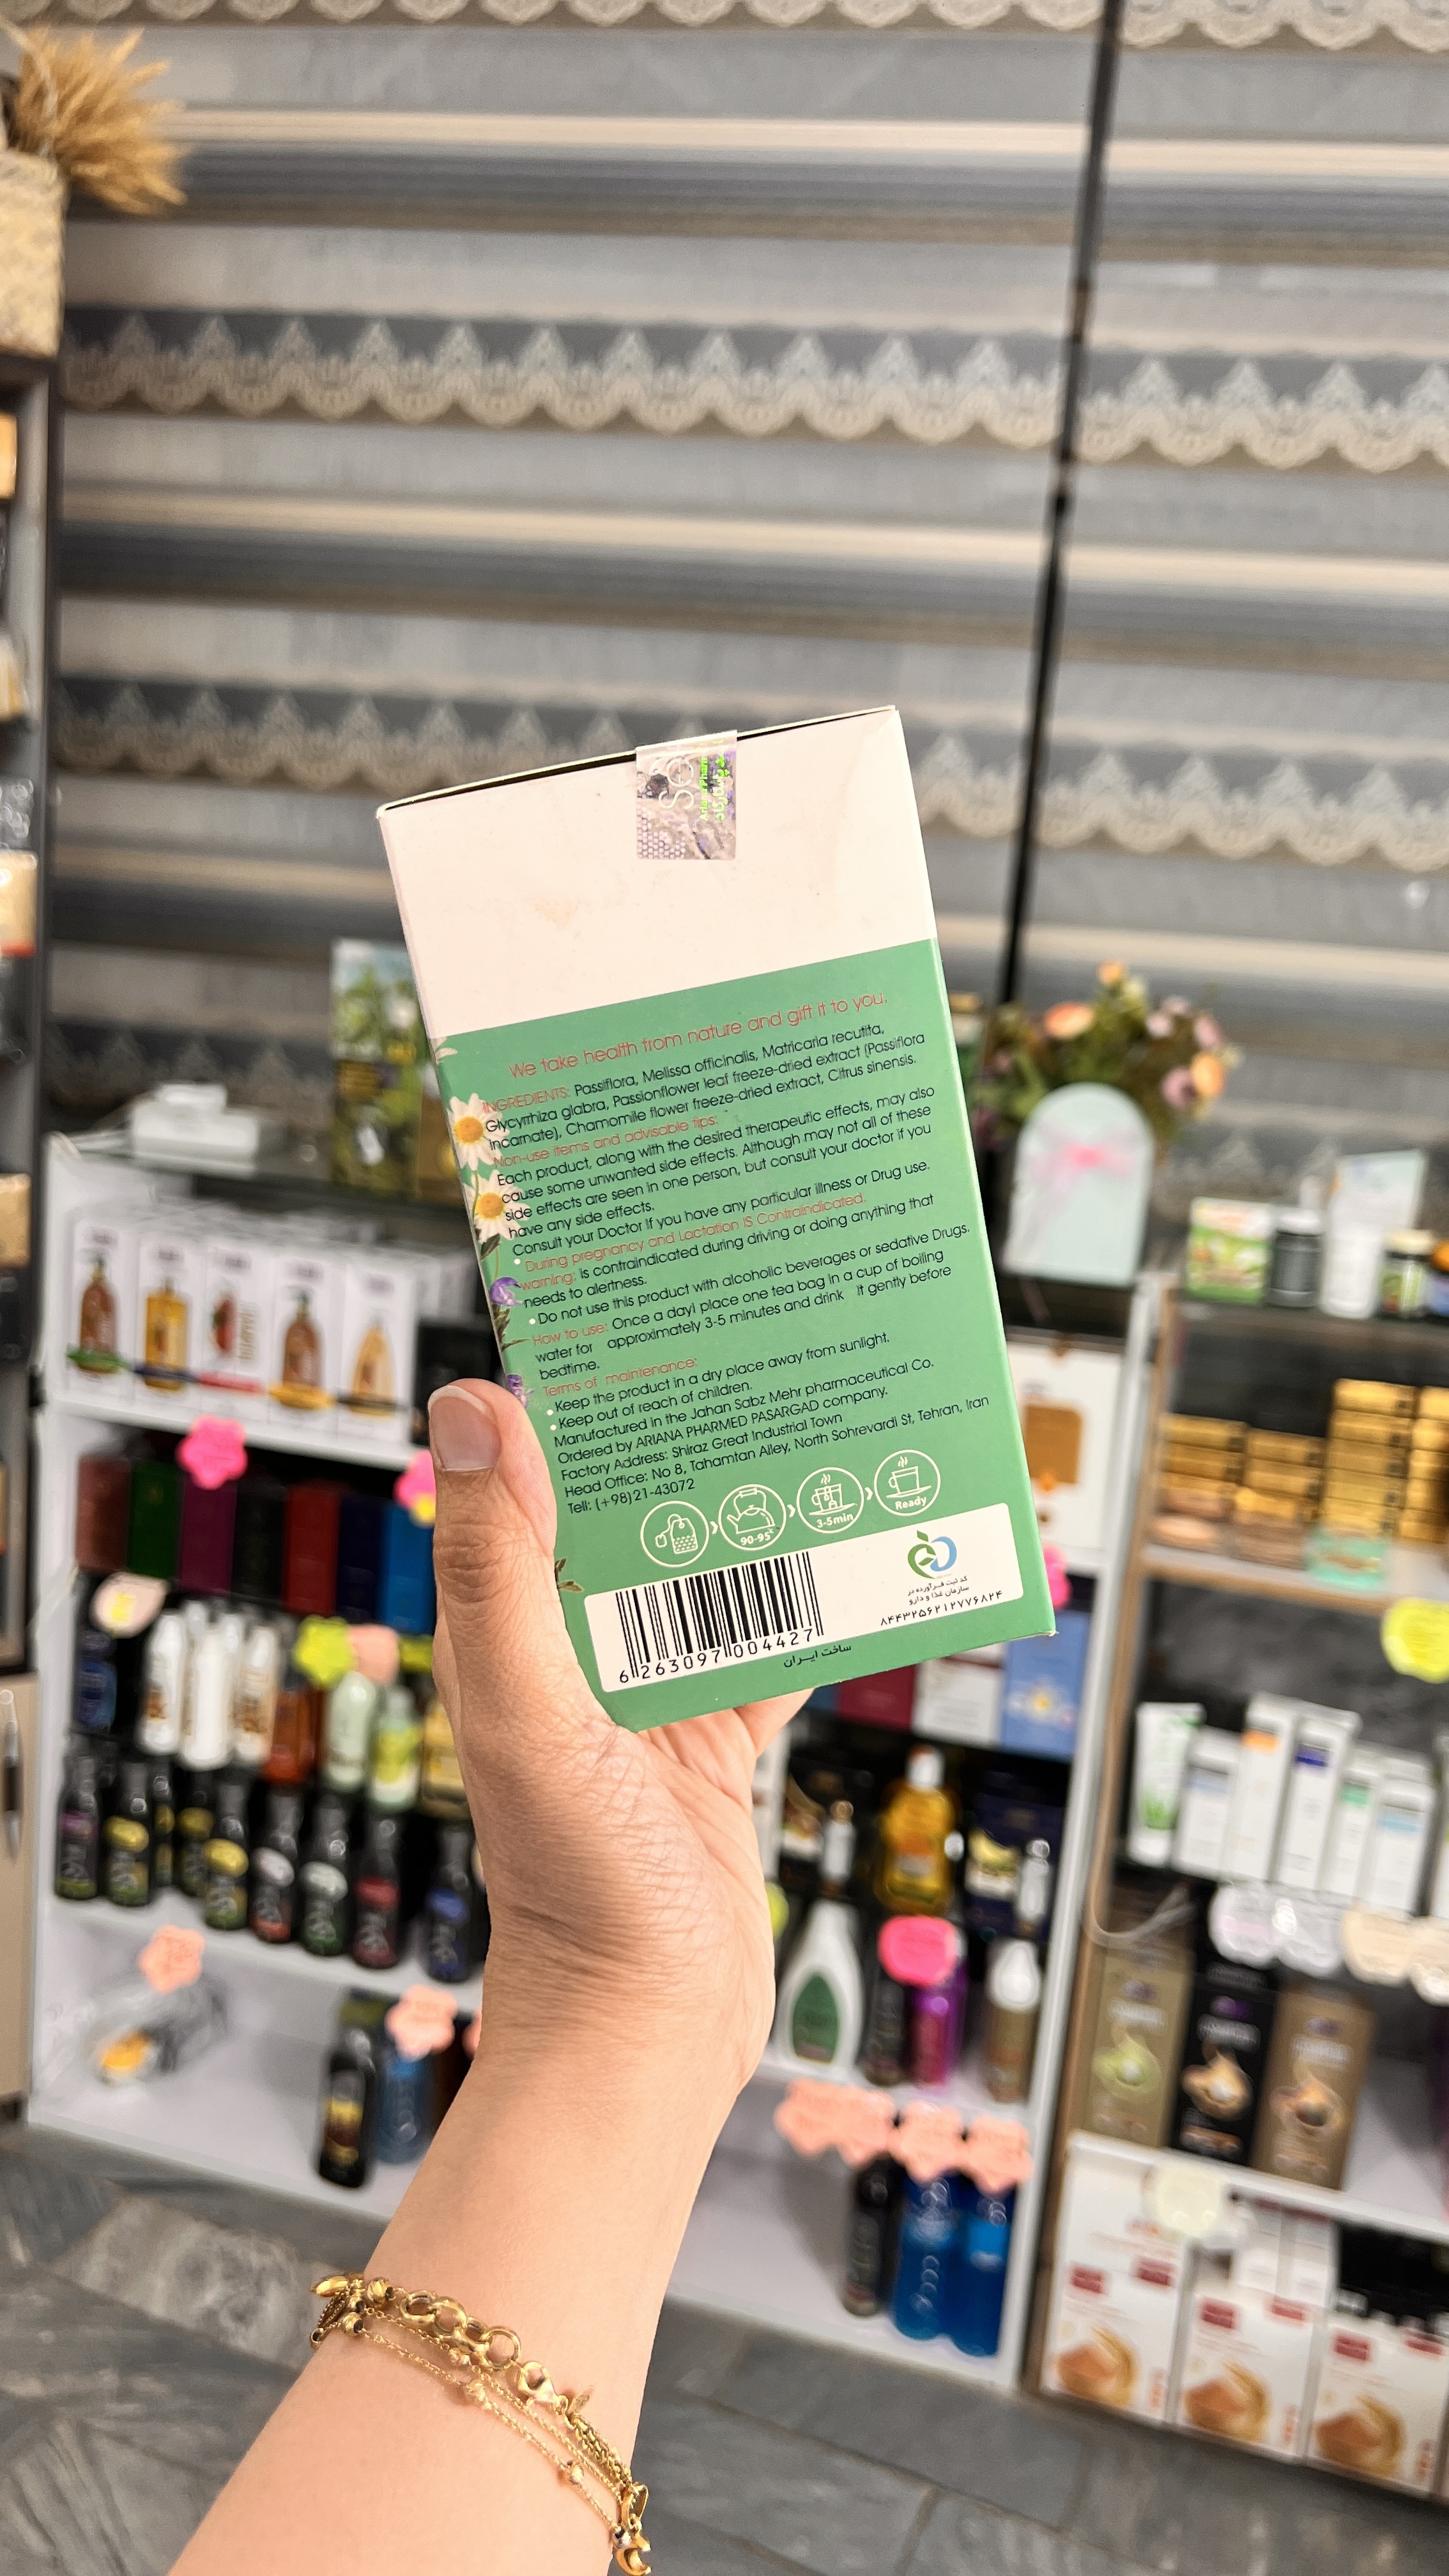 We take health from nature and gift it to you.
INGREDIENTS: Passiflora, Melissa officinalis, Matricaria recutita,
Glycyrrhiza glabra, Passionflower leaf freeze-dried extract (Passiflora
Incarnate), Chamomile flower freeze-dried extract, Citrus sinensis.
Non-use items and advisable tips:
Each product, along with the desired therapeutic effects, may also
cause some unwanted side effects. Although may not all of these
side effects are seen in one person, but consult your doctor if you
have any side effects.
Consult your Doctor if you have any particular illness or Drug use.
• During pregnancy and Lactation IS Contraindicated.
warning: is contraindicated during driving or doing anything that
needs to alertness.
• Do not use this product with alcoholic beverages or sedative Drugs.
How to use: Once a day! place one tea bag in a cup of boiling
water for approximately 3-5 minutes and drink it gently before
bedtime.
Terms of maintenance:
• Keep the product in a dry place away from sunlight.
• Keep out of reach of children.
Manufactured in the Jahan Sabz Mehr pharmaceutical Co.
Ordered by ARIANA PHARMED PASARGAD company.
Factory Address: Shiraz Great Industrial Town
Head Office: No 8, Tahamtan Alley, North Sohrevardi St, Tehran, Iran
Tell: (+98)21-43072
90-95°
3-5min
Ready
کد ثبت فرآورده در
سازمان غذا و دارو
۸۴۴۳۲۵۶۲۱۲۷۷۶۸۲۴
6 263097 004427
ساخت ایران